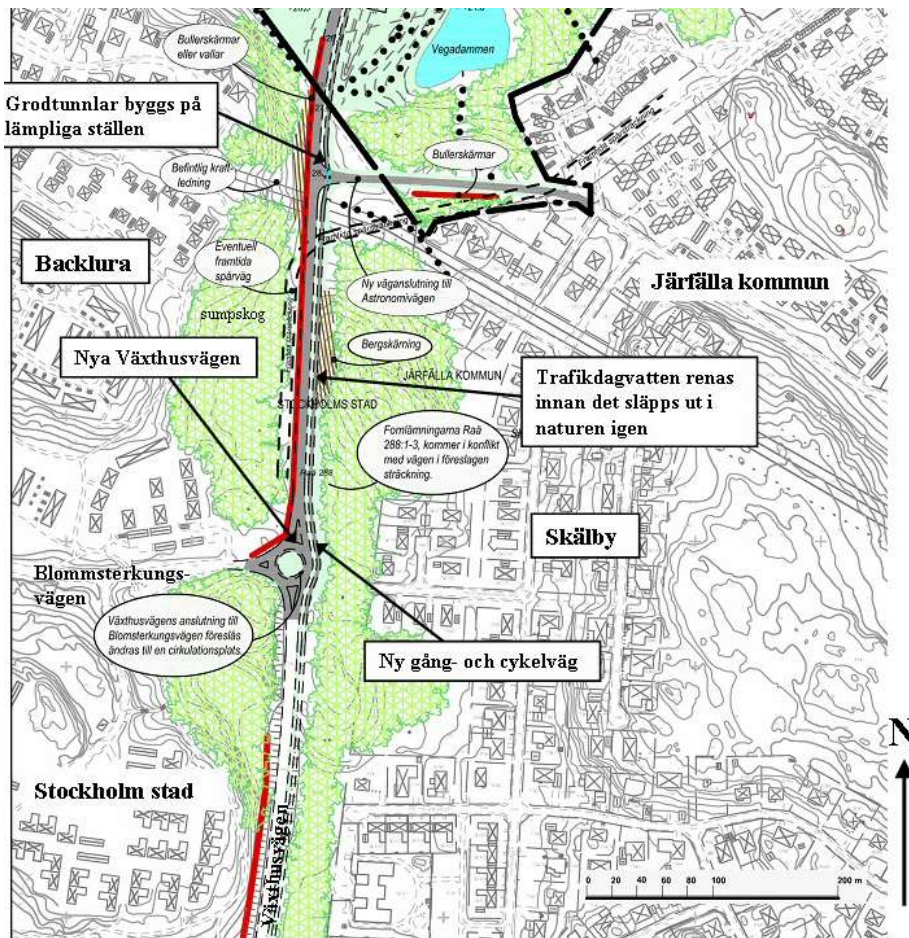 Bullerskärmar
eller vallar
Vegadammen
Grodtunnlar byggs på
lämpliga ställen
Bullerskärmar
Befintlig kraft-
ledning
Backlura
Eventuell
framtida
spårväg
sumpskog
Ny väganslutning till
Astronomivägen
Järfälla kommun
Nya Växthusvägen
Bergskärning
JÄRFÄLLA KOMMUN
STOCKHOLMS STAD
Trafikdagvatten renas
innan det släpps ut i
naturen igen
Fornlämningarna Raä
288:1-3, kommer i konflikt
med vägen i föreslagen
sträckning.
Raä 288
Skälby
Blommsterkungs-
vägen
Växthusvägens anslutning till
Blomsterkungsvägen föreslås
ändras till en cirkulationsplats.
Ny gång- och cykelväg
N
Stockholm stad
Växthusvägen
0 20 40 60 80 100 200 m